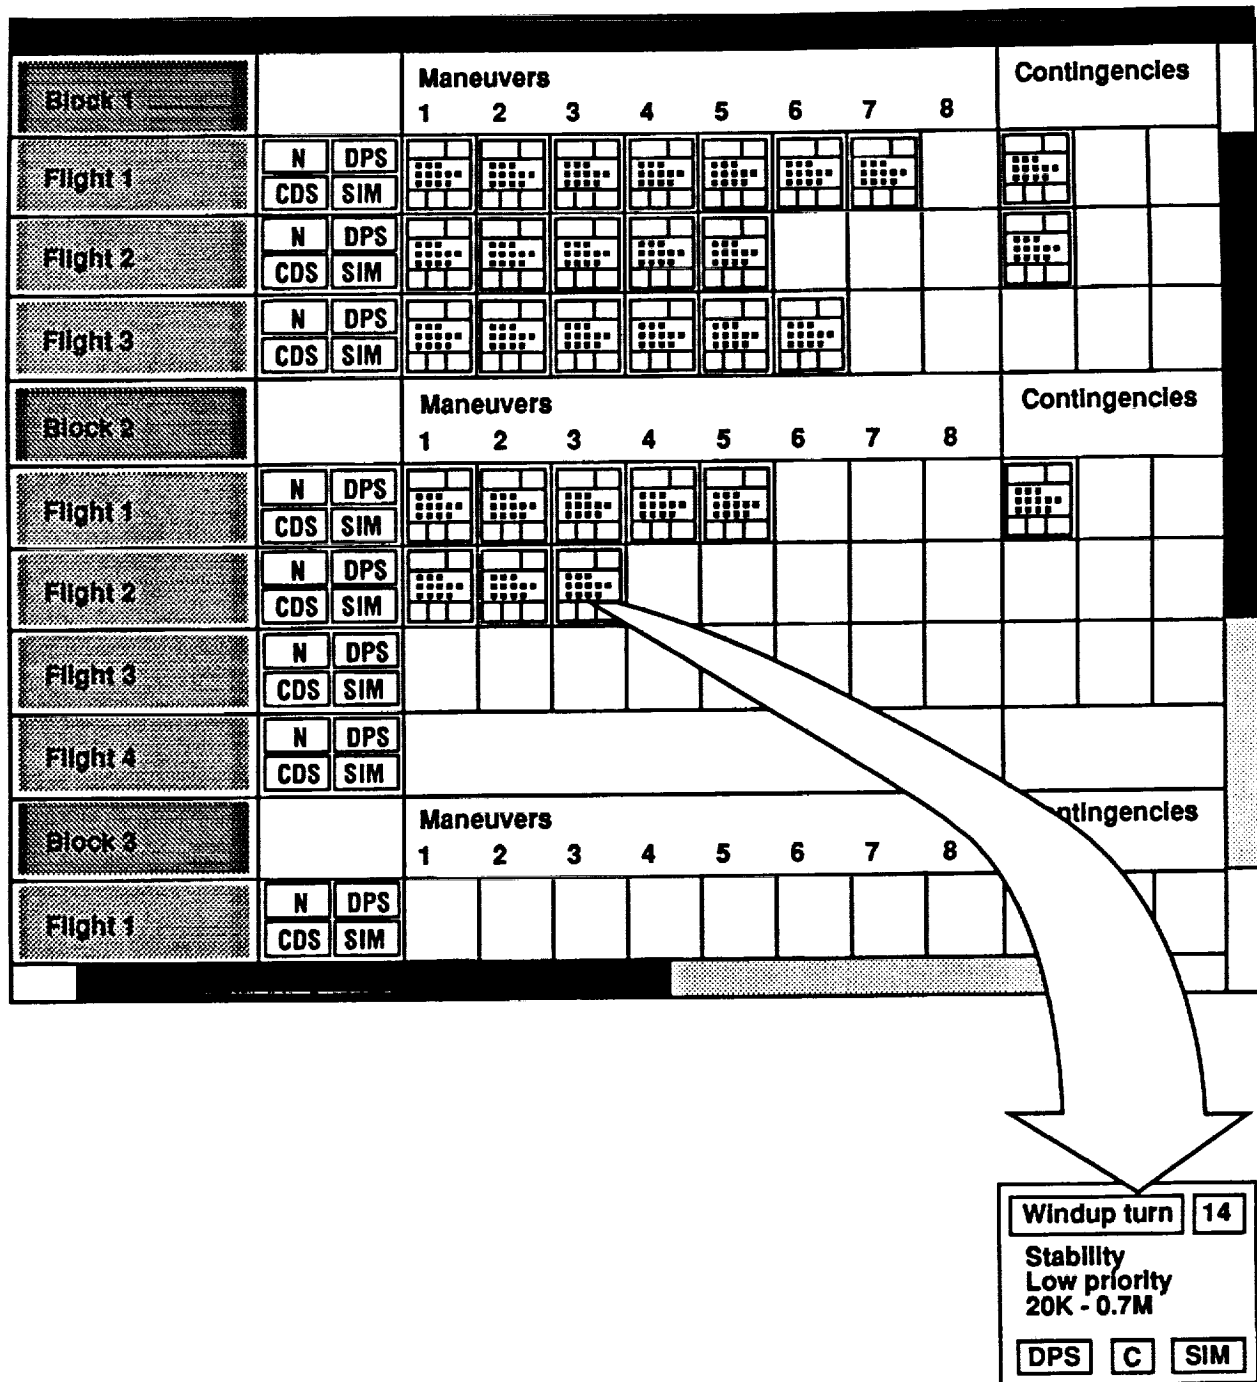 Block 1
Maneuvers
Contingencies
1 2 3 4 5 6 7 8
Flight 1
N DPS
CDS SIM
Flight 2
N DPS
CDS SIM
Flight 3
N DPS
CDS SIM
Block 2
Maneuvers
Contingencies
1 2 3 4 5 6 7 8
Flight 1
N DPS
CDS SIM
Flight 2
N DPS
CDS SIM
Flight 3
N DPS
CDS SIM
Flight 4
N DPS
CDS SIM
Block 3
Maneuvers
ntingencies
1 2 3 4 5 6 7 8
Flight 1
N DPS
CDS SIM
Windup turn 14
Stability
Low priority
20K - 0.7M
DPS C SIM